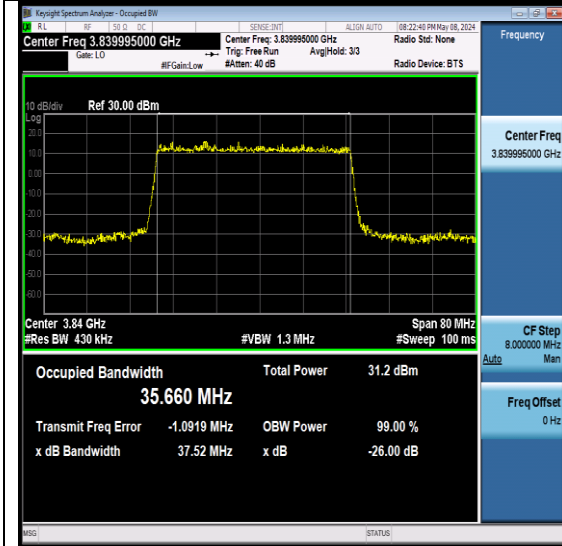 Keysight Spectrum Analyzer - Occupied BW
RL RF 50 Ω DC SENSE:INT ALIGN AUTO 08:22:40 PM May 08, 2024
Center Freq 3.839995000 GHz
Gate: LO
#IFGain:Low
Center Freq: 3.839995000 GHz
Trig: Free Run Avg|Hold: 3/3
#Atten: 40 dB
Radio Std: None
Radio Device: BTS
10 dB/div Ref 30.00 dBm
Log
20.0
10.0
0.00
-10.0
-20.0
-30.0
-40.0
-50.0
-60.0
Center 3.84 GHz Span 80 MHz
#Res BW 430 kHz #VBW 1.3 MHz #Sweep 100 ms
Occupied Bandwidth Total Power 31.2 dBm
35.660 MHz
Transmit Freq Error -1.0919 MHz OBW Power 99.00 %
x dB Bandwidth 37.52 MHz x dB -26.00 dB
MSG STATUS
Frequency
Center Freq
3.839995000 GHz
CF Step
8.000000 MHz
Auto Man
Freq Offset
0 Hz